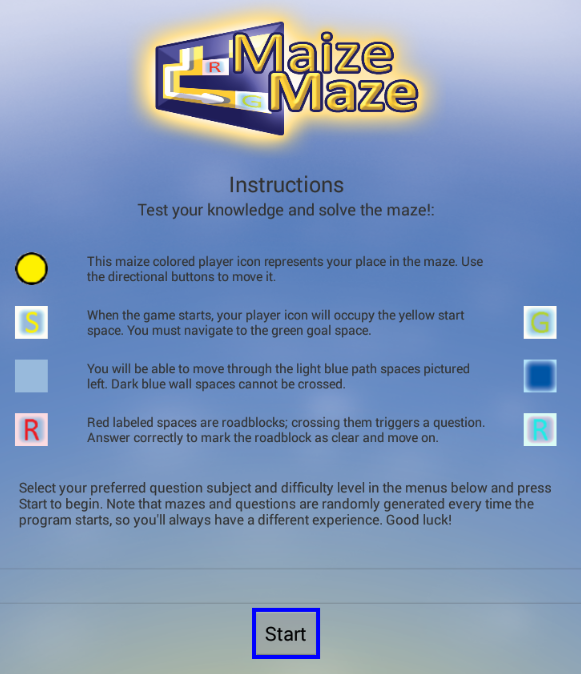 R
G
Maize
Maze
Instructions
Test your knowledge and solve the maze!:
This maize colored player icon represents your place in the maze. Use
the directional buttons to move it.
S
When the game starts, your player icon will occupy the yellow start
space. You must navigate to the green goal space.
G
You will be able to move through the light blue path spaces pictured
left. Dark blue wall spaces cannot be crossed.
R
Red labeled spaces are roadblocks; crossing them triggers a question.
Answer correctly to mark the roadblock as clear and move on.
R
Select your preferred question subject and difficulty level in the menus below and press
Start to begin. Note that mazes and questions are randomly generated every time the
program starts, so you'll always have a different experience. Good luck!
Start